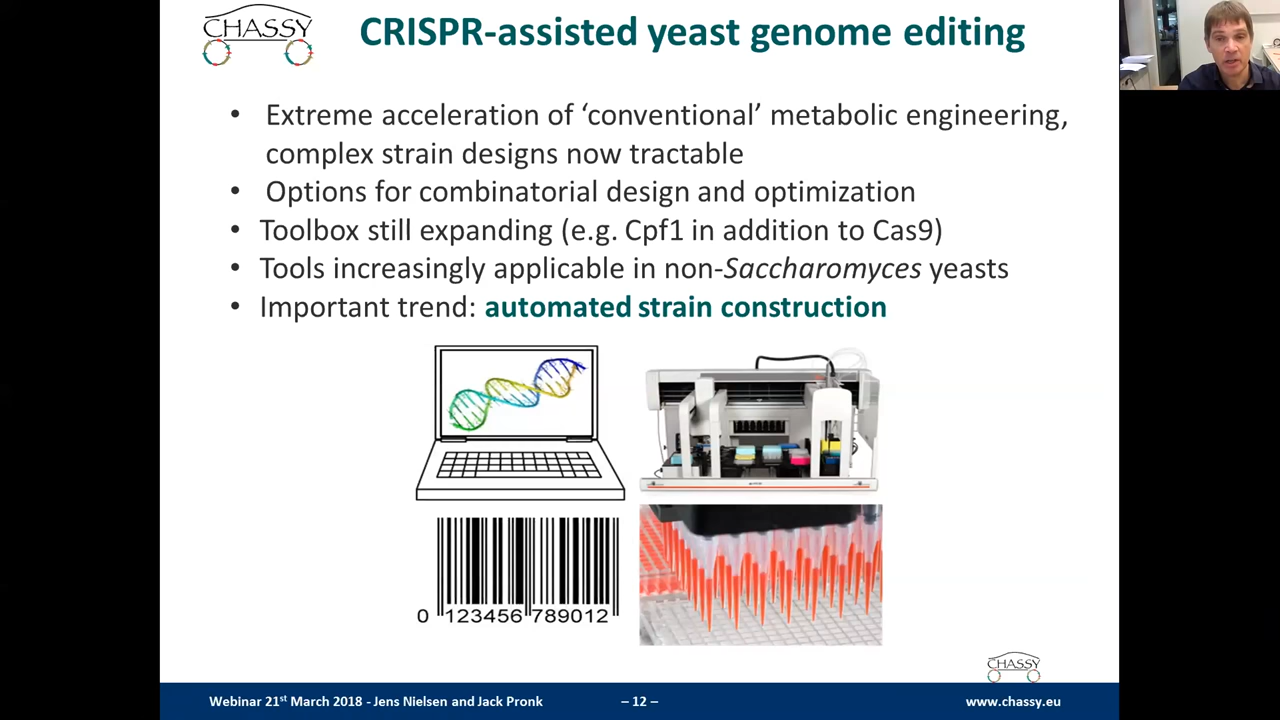 CHASSY
CRISPR-assisted yeast genome editing
• Extreme acceleration of ‘conventional’ metabolic engineering,
complex strain designs now tractable
• Options for combinatorial design and optimization
• Toolbox still expanding (e.g. Cpf1 in addition to Cas9)
• Tools increasingly applicable in non-Saccharomyces yeasts
• Important trend: automated strain construction
0 123456 789012
CHASSY
Webinar 21st March 2018 - Jens Nielsen and Jack Pronk
– 12 –
www.chassy.eu